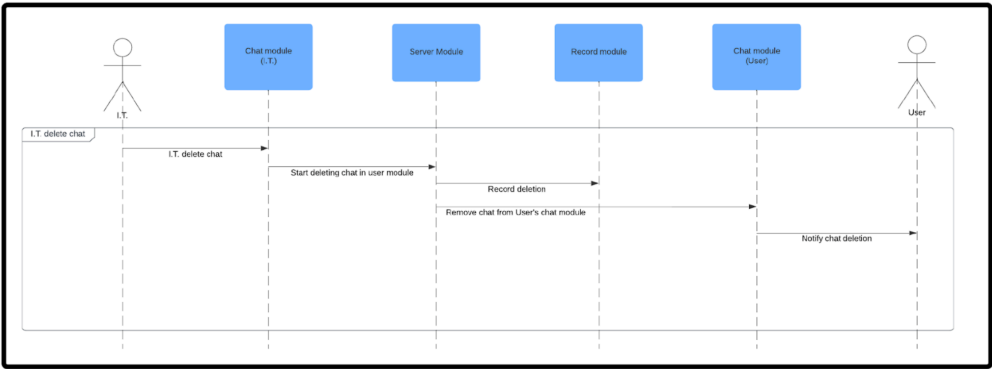 Chat module
(I.T.)
Server Module
Record module
Chat module
(User)
I.T.
User
I.T. delete chat
I.T. delete chat
Start deleting chat in user module
Record deletion
Remove chat from User's chat module
Notify chat deletion